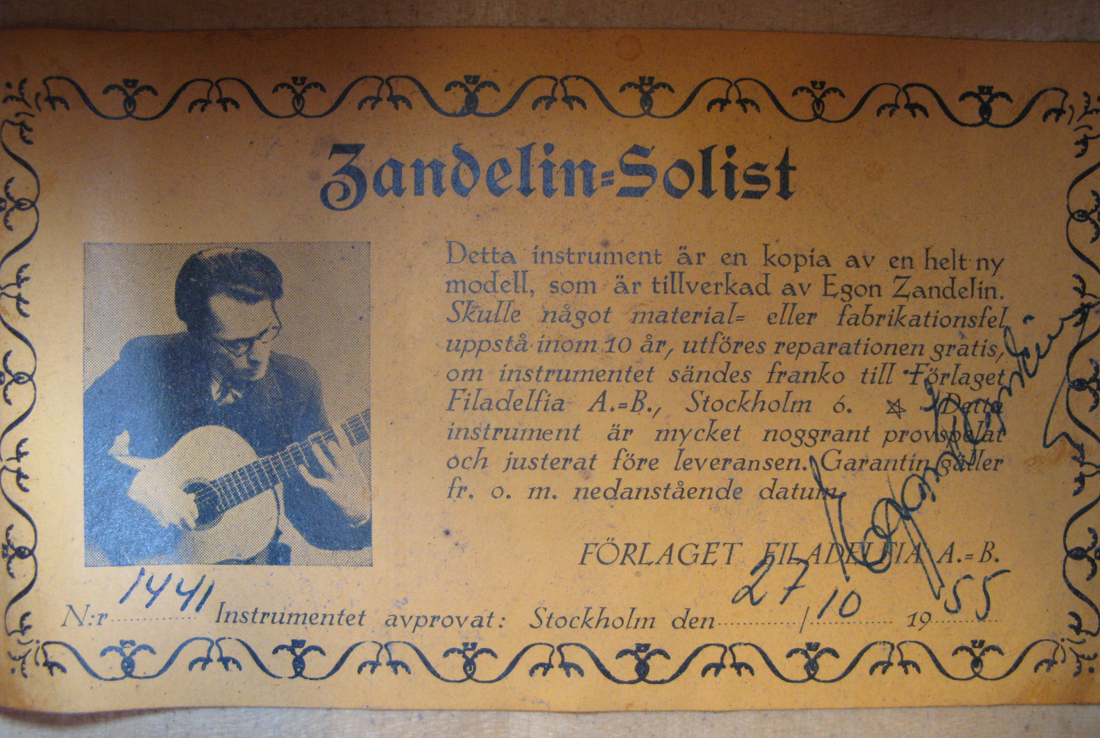 Zandelin=Solist
Detta instrument är en kopia av en helt ny
modell, som är tillverkad av Egon Zandelin.
Skulle något material= eller fabrikationsfel
uppstå inom 10 år, utföres reparationen gratis,
om instrumentet sändes franko till Förlaget
Filadelfia A.=B., Stockholm 6. ☆ Detta
instrument är mycket noggrant provspelat
och justerat före leveransen. Garantin gäller
fr. o. m. nedanstående datum.
Egon Zandelin
FÖRLAGET FILADELFIA A.=B.
N:r 1441 Instrumentet avprovat: Stockholm den 27/10 1955